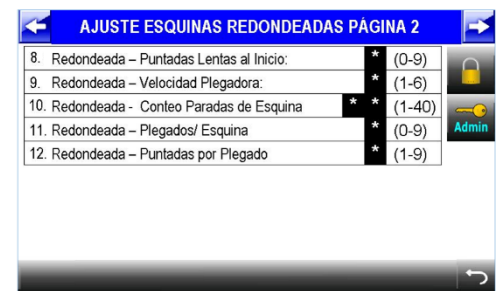 AJUSTE ESQUINAS REDONDEADAS PÁGINA 2
8. Redondeada – Puntadas Lentas al Inicio: * (0-9)
9. Redondeada – Velocidad Plegadora: * (1-6)
10. Redondeada - Conteo Paradas de Esquina * * (1-40)
11. Redondeada – Plegados/ Esquina * (0-9)
12. Redondeada – Puntadas por Plegado * (1-9)
Admin